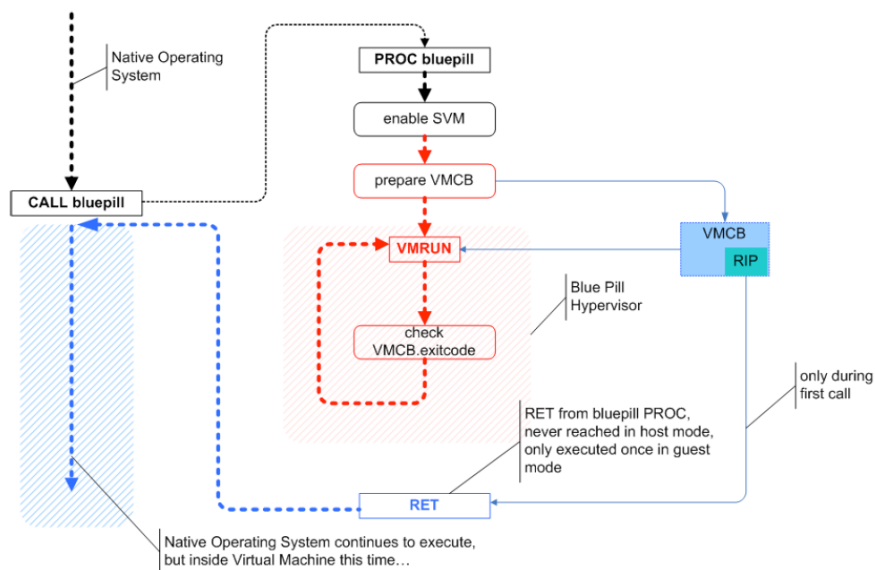 Native Operating
System
PROC bluepill
enable SVM
prepare VMCB
CALL bluepill
VMRUN
VMCB
RIP
Blue Pill
Hypervisor
check
VMCB.exitcode
only during
first call
RET from bluepill PROC,
never reached in host mode,
only executed once in guest
mode
RET
Native Operating System continues to execute,
but inside Virtual Machine this time…